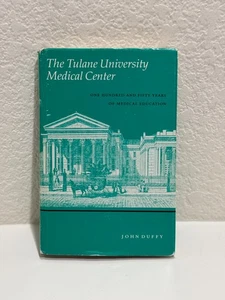 The Tulane University
Medical Center
ONE HUNDRED AND FIFTY YEARS
OF MEDICAL EDUCATION
JOHN DUFFY